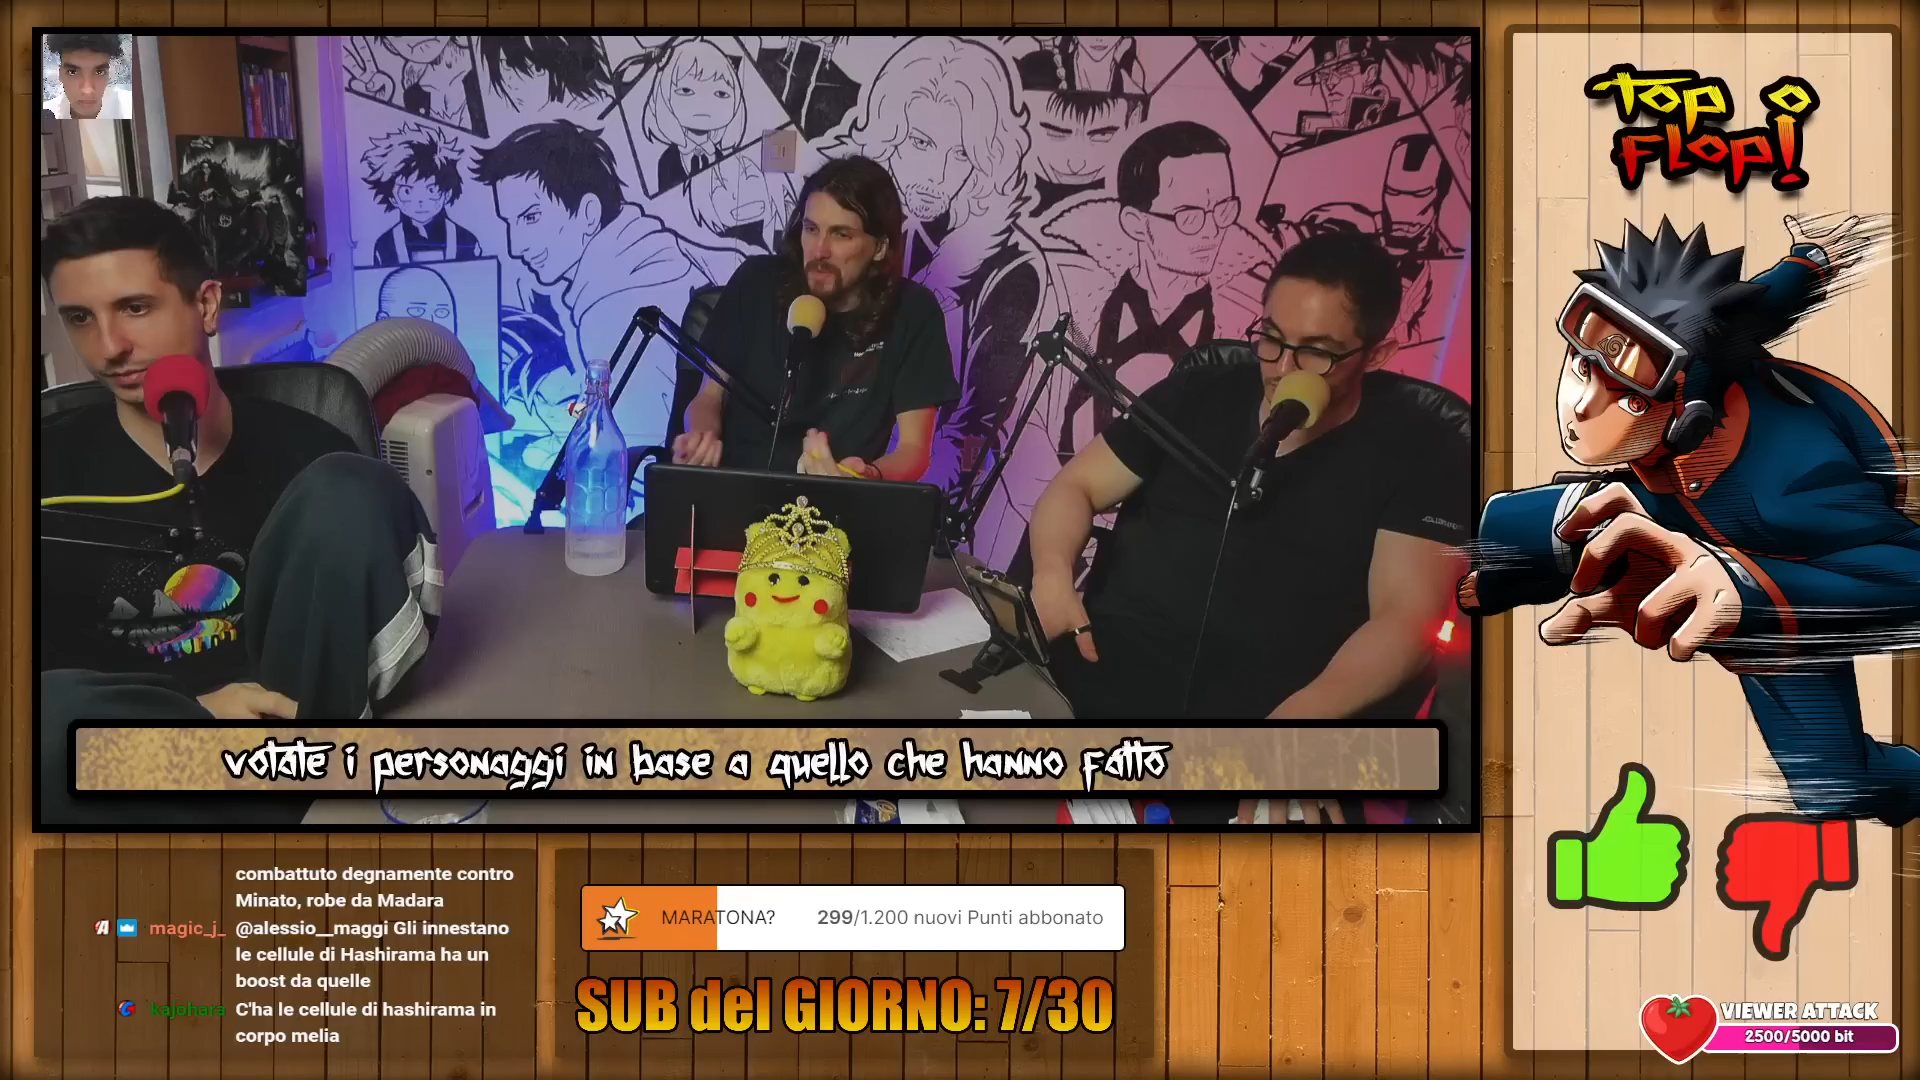 TOP O
FLOP!
votate i personaggi in base a quello che hanno fatto
combattuto degnamente contro
Minato, robe da Madara
magic_j_ @alessio__maggi Gli innestano
le cellule di Hashirama ha un
boost da quelle
kajohara C'ha le cellule di hashirama in
corpo melia
MARATONA? 299/1.200 nuovi Punti abbonato
SUB del GIORNO: 7/30
VIEWER ATTACK
2500/5000 bit